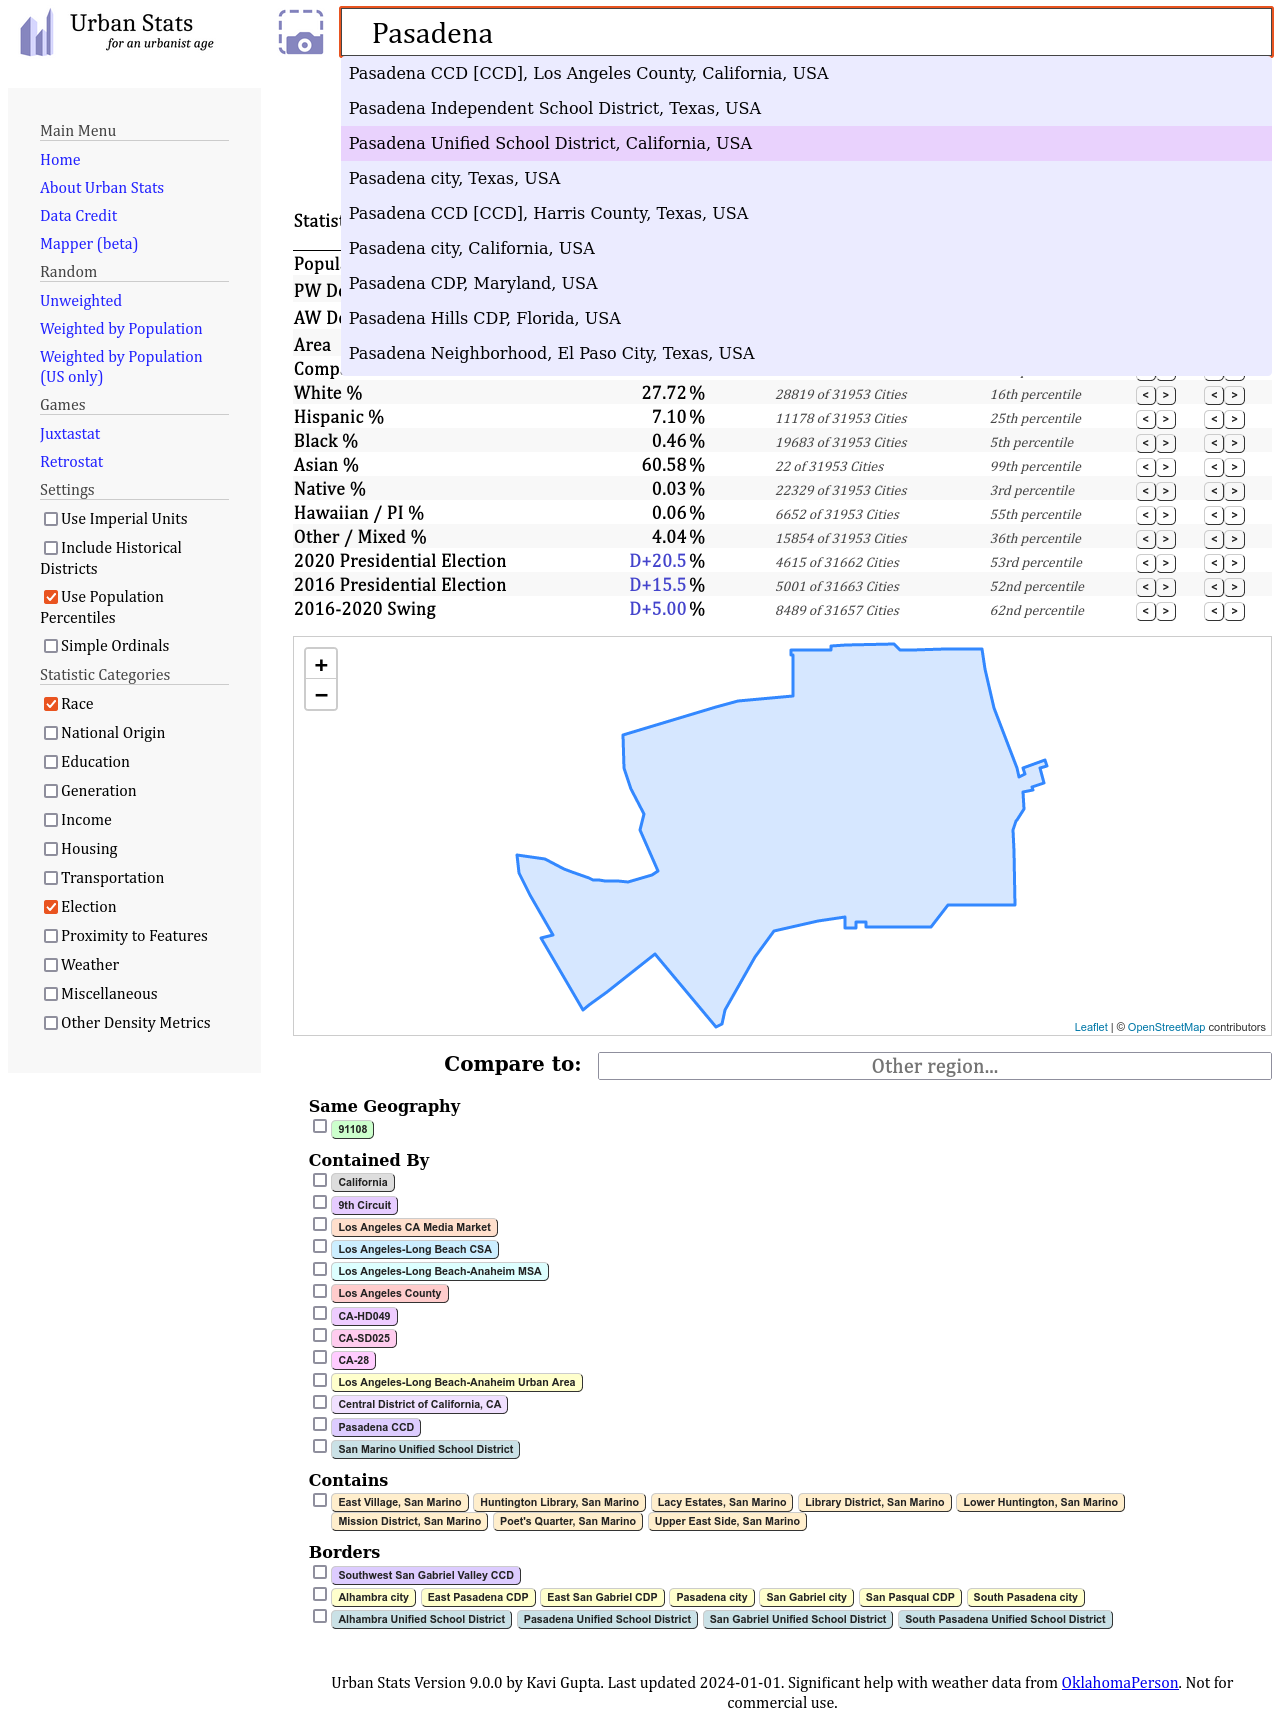 Urban Stats
for an urbanist age
Pasadena
Pasadena CCD [CCD], Los Angeles County, California, USA
Pasadena Independent School District, Texas, USA
Pasadena Unified School District, California, USA
Pasadena city, Texas, USA
Pasadena CCD [CCD], Harris County, Texas, USA
Pasadena city, California, USA
Pasadena CDP, Maryland, USA
Pasadena Hills CDP, Florida, USA
Pasadena Neighborhood, El Paso City, Texas, USA
Main Menu
Home
About Urban Stats
Data Credit
Mapper (beta)
Random
Unweighted
Weighted by Population
Weighted by Population
(US only)
Games
Juxtastat
Retrostat
Settings
Use Imperial Units
Include Historical
Districts
Use Population
Percentiles
Simple Ordinals
Statistic Categories
Race
National Origin
Education
Generation
Income
Housing
Transportation
Election
Proximity to Features
Weather
Miscellaneous
Other Density Metrics
Statist
Popul
PW De
AW De
Area
Comp
White % 27.72% 28819 of 31953 Cities 16th percentile < > < >
Hispanic % 7.10% 11178 of 31953 Cities 25th percentile < > < >
Black % 0.46% 19683 of 31953 Cities 5th percentile < > < >
Asian % 60.58% 22 of 31953 Cities 99th percentile < > < >
Native % 0.03% 22329 of 31953 Cities 3rd percentile < > < >
Hawaiian / PI % 0.06% 6652 of 31953 Cities 55th percentile < > < >
Other / Mixed % 4.04% 15854 of 31953 Cities 36th percentile < > < >
2020 Presidential Election D+20.5% 4615 of 31662 Cities 53rd percentile < > < >
2016 Presidential Election D+15.5% 5001 of 31663 Cities 52nd percentile < > < >
2016-2020 Swing D+5.00% 8489 of 31657 Cities 62nd percentile < > < >
+
−
Leaflet | © OpenStreetMap contributors
Compare to: Other region...
Same Geography
91108
Contained By
California
9th Circuit
Los Angeles CA Media Market
Los Angeles-Long Beach CSA
Los Angeles-Long Beach-Anaheim MSA
Los Angeles County
CA-HD049
CA-SD025
CA-28
Los Angeles-Long Beach-Anaheim Urban Area
Central District of California, CA
Pasadena CCD
San Marino Unified School District
Contains
East Village, San Marino Huntington Library, San Marino Lacy Estates, San Marino Library District, San Marino Lower Huntington, San Marino
Mission District, San Marino Poet's Quarter, San Marino Upper East Side, San Marino
Borders
Southwest San Gabriel Valley CCD
Alhambra city East Pasadena CDP East San Gabriel CDP Pasadena city San Gabriel city San Pasqual CDP South Pasadena city
Alhambra Unified School District Pasadena Unified School District San Gabriel Unified School District South Pasadena Unified School District
Urban Stats Version 9.0.0 by Kavi Gupta. Last updated 2024-01-01. Significant help with weather data from OklahomaPerson. Not for
commercial use.